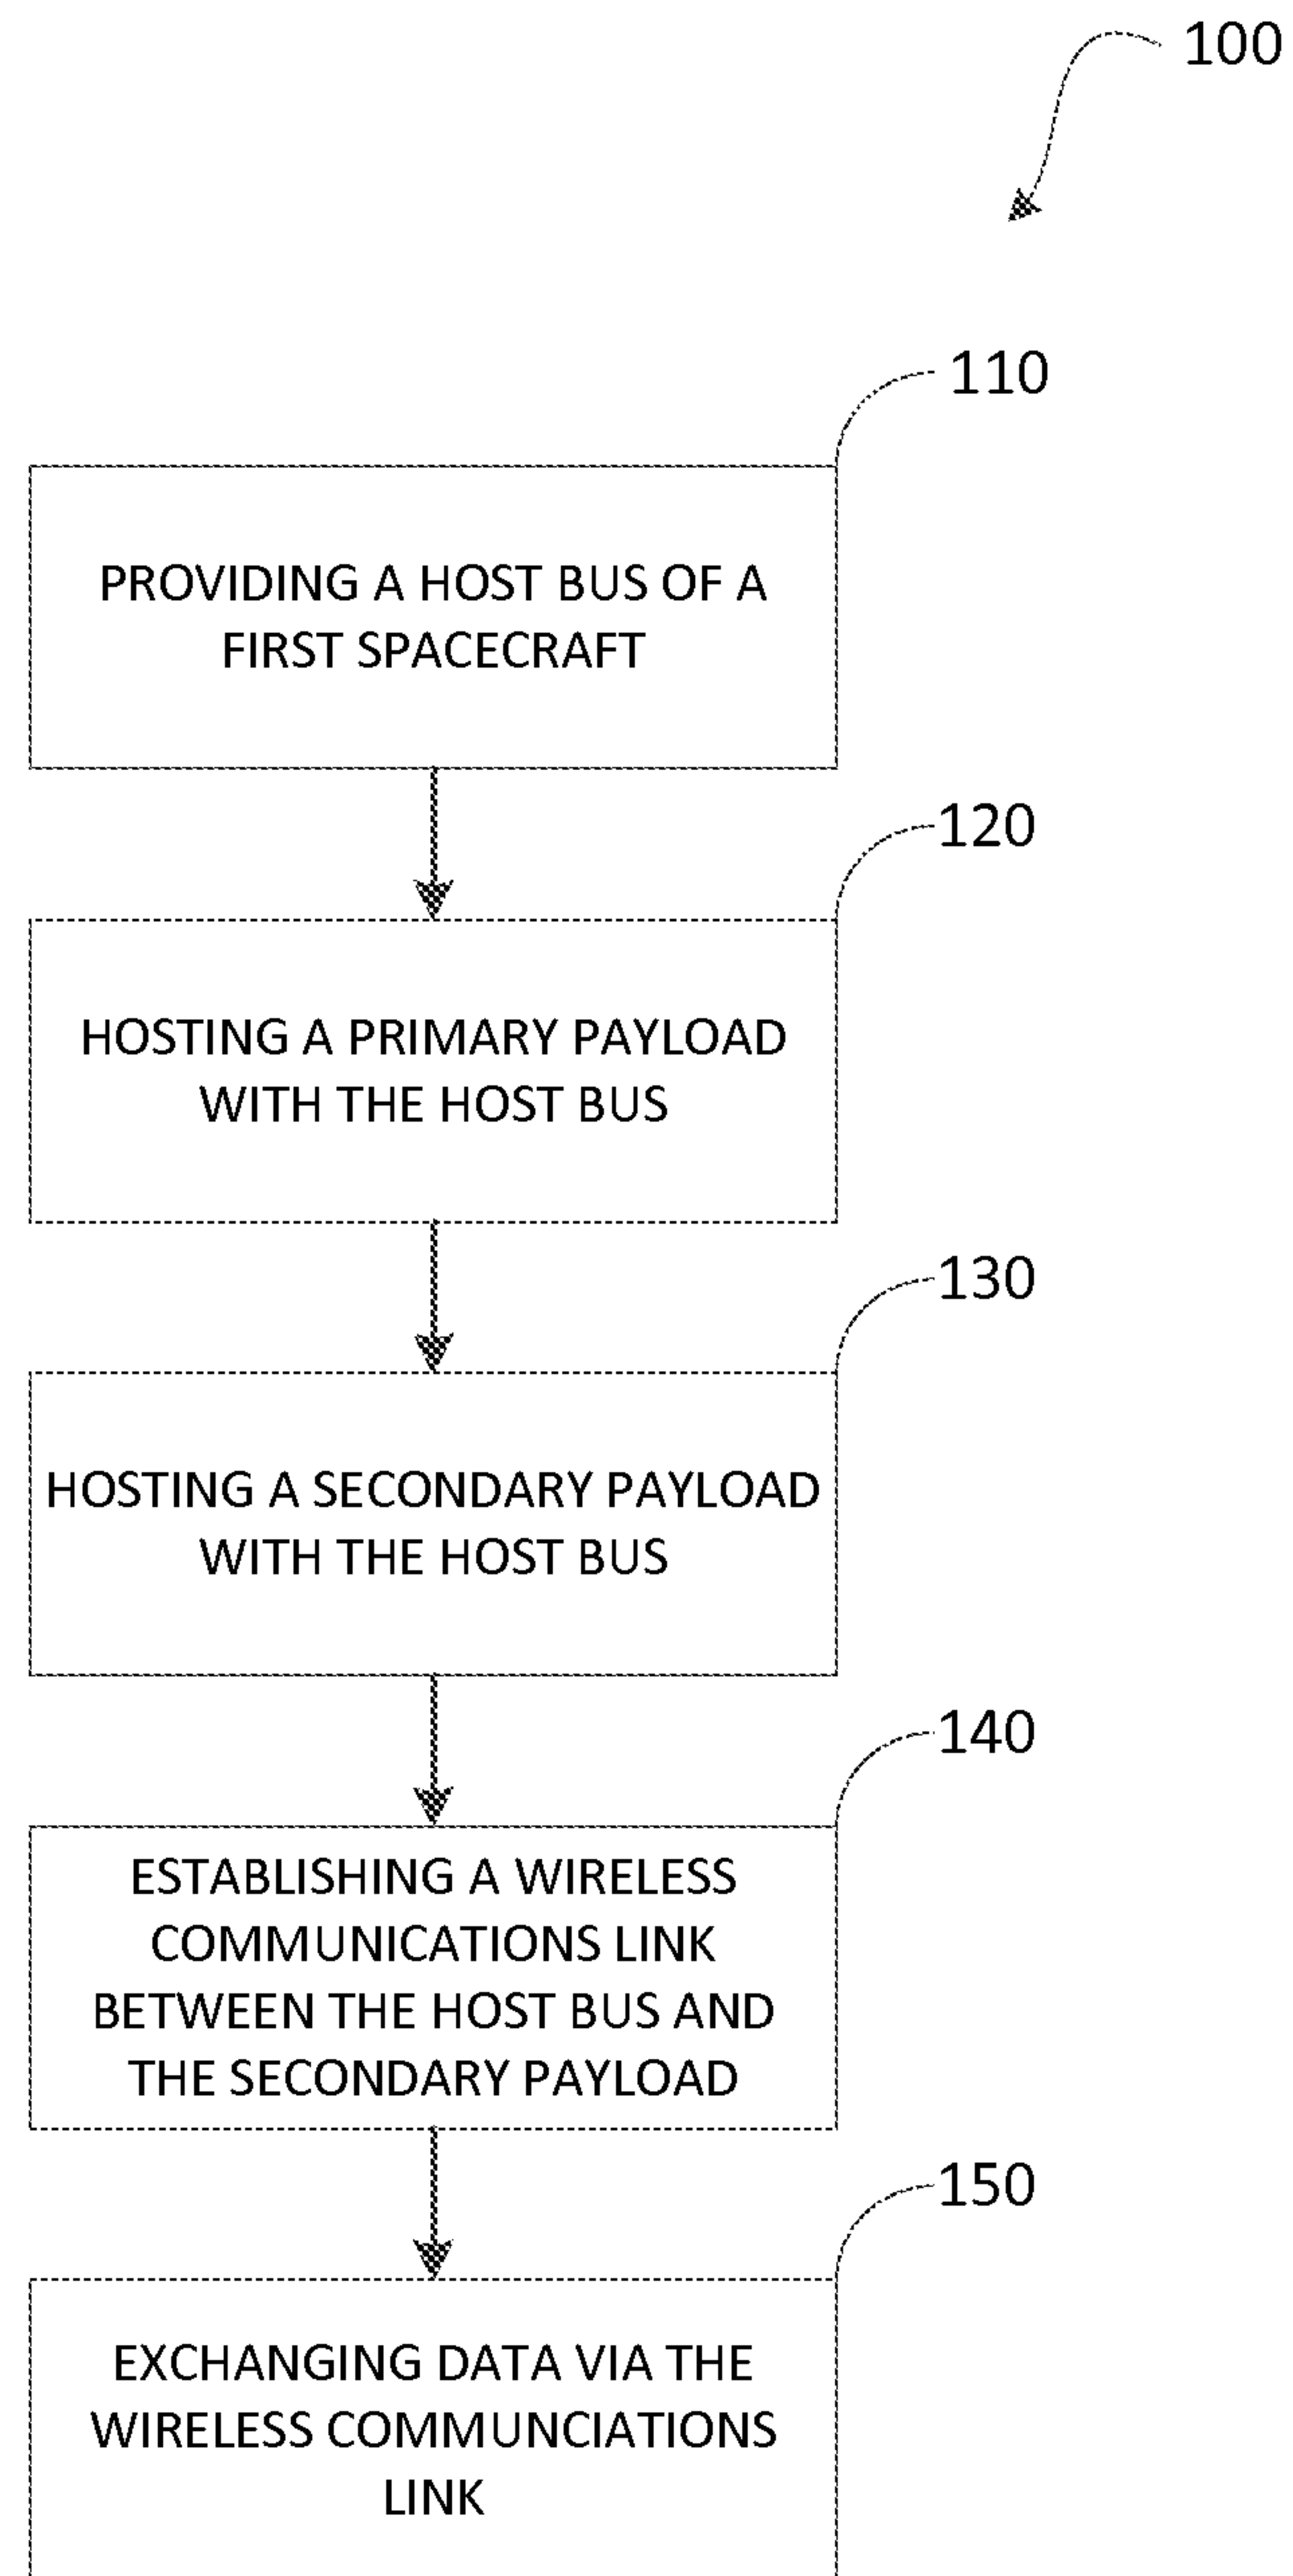 100
110
PROVIDING A HOST BUS OF A
FIRST SPACECRAFT
120
HOSTING A PRIMARY PAYLOAD
WITH THE HOST BUS
130
HOSTING A SECONDARY PAYLOAD
WITH THE HOST BUS
140
ESTABLISHING A WIRELESS
COMMUNICATIONS LINK
BETWEEN THE HOST BUS AND
THE SECONDARY PAYLOAD
150
EXCHANGING DATA VIA THE
WIRELESS COMMUNCIATIONS
LINK